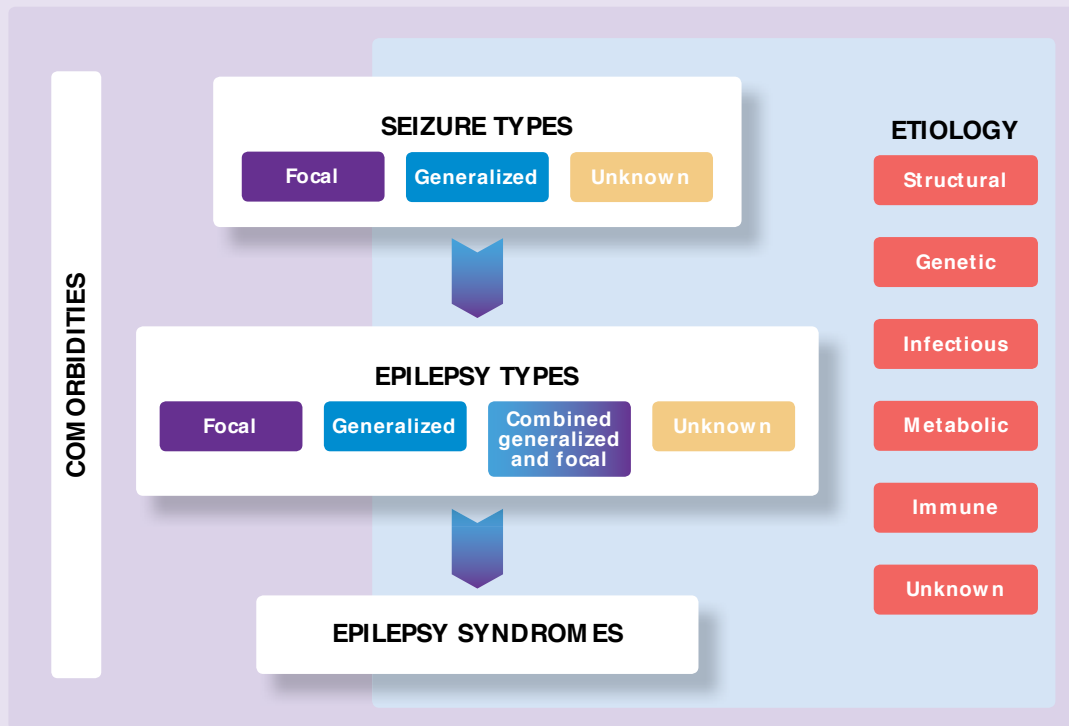 COMORBIDITIES
SEIZURE TYPES
Focal
Generalized
Unknown
EPILEPSY TYPES
Focal
Generalized
Combined
generalized
and focal
Unknown
EPILEPSY SYNDROMES
ETIOLOGY
Structural
Genetic
Infectious
Metabolic
Immune
Unknown